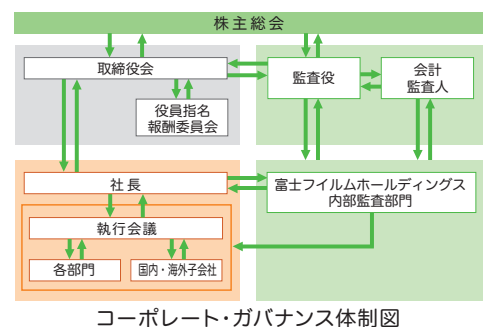 株主総会
取締役会
監査役
会計
監査人
役員指名
報酬委員会
社長
富士フイルムホールディングス
内部監査部門
執行会議
各部門
国内・海外子会社
コーポレート・ガバナンス体制図